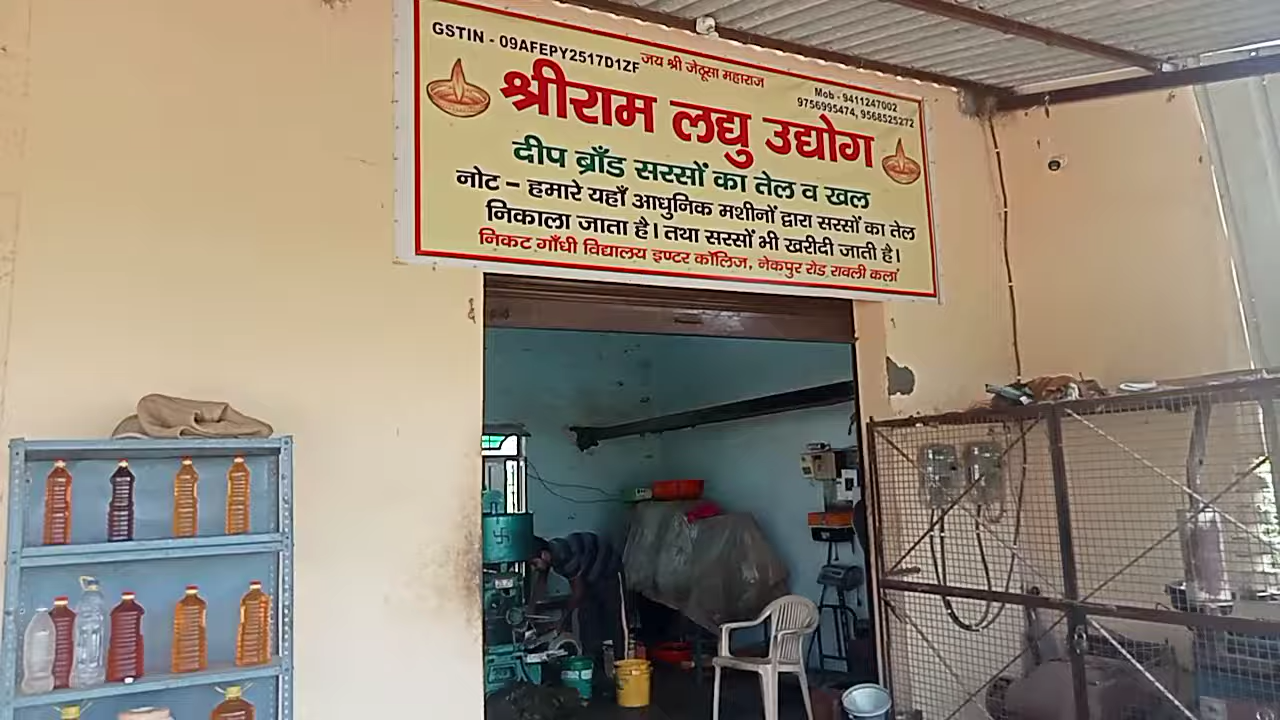 GSTIN - 09AFEPY2517D1ZF
जय श्री जेठूसा महाराज
Mob - 9411247002
9756995474, 9568525272
श्रीराम लघु उद्योग
दीप ब्राँड सरसों का तेल व खल
नोट – हमारे यहाँ आधुनिक मशीनों द्वारा सरसों का तेल
निकाला जाता है। तथा सरसों भी खरीदी जाती है।
निकट गाँधी विद्यालय इण्टर कॉलिज, नेकपुर रोड रावली कलां